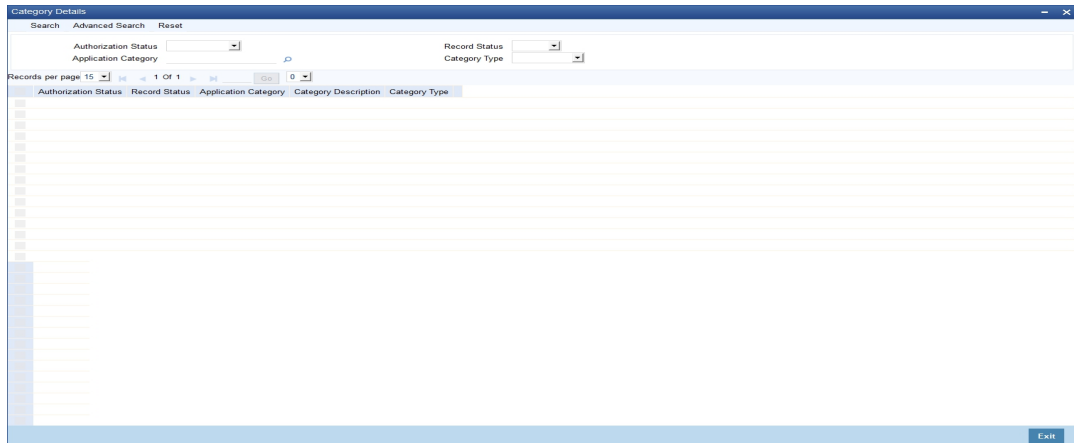 Category Details
Search Advanced Search Reset
Authorization Status Record Status
Application Category Category Type
Records per page 15 1 Of 1 Go 0
Authorization Status Record Status Application Category Category Description Category Type
Exit